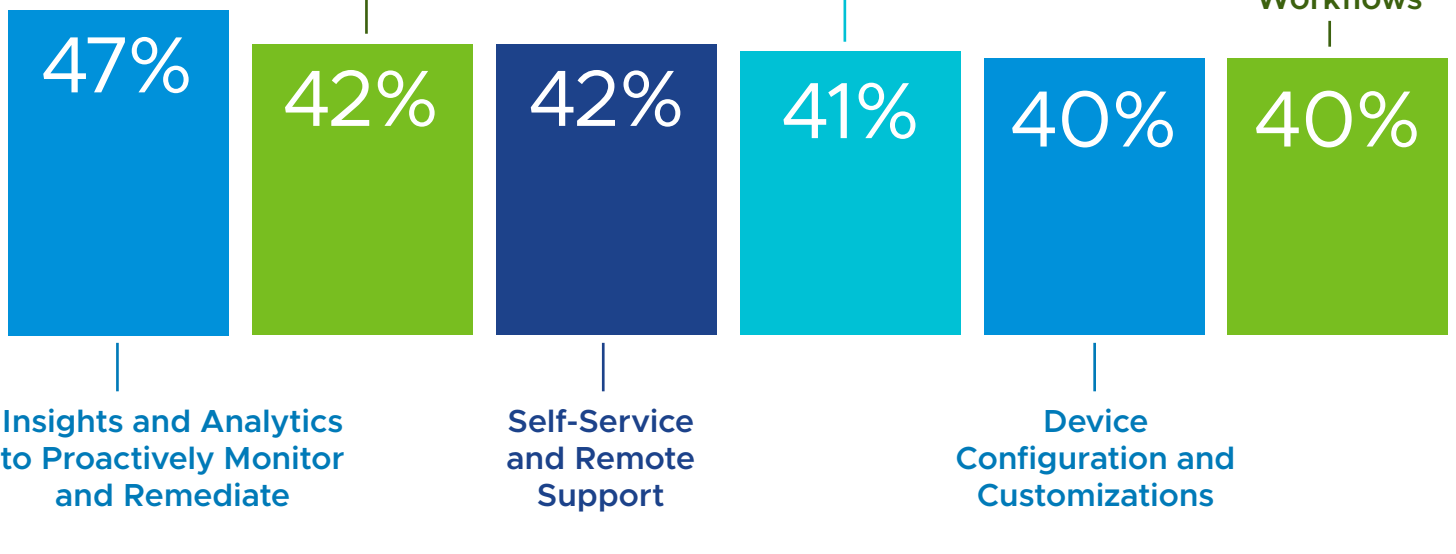 Workflows
47%
42%
42%
41%
40%
40%
Insights and Analytics
to Proactively Monitor
and Remediate
Self-Service
and Remote
Support
Device
Configuration and
Customizations